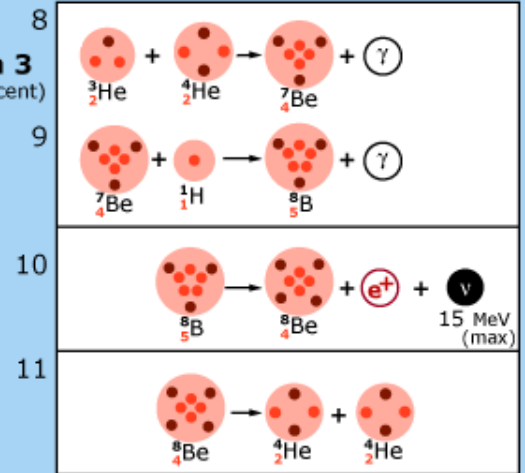 8
³₂He + ⁴₂He → ⁷₄Be + γ
3
cent)
9
⁷₄Be + ¹₁H → ⁸₅B + γ
10
⁸₅B → ⁸₄Be + e⁺ + ν
15 MeV
(max)
11
⁸₄Be → ⁴₂He + ⁴₂He